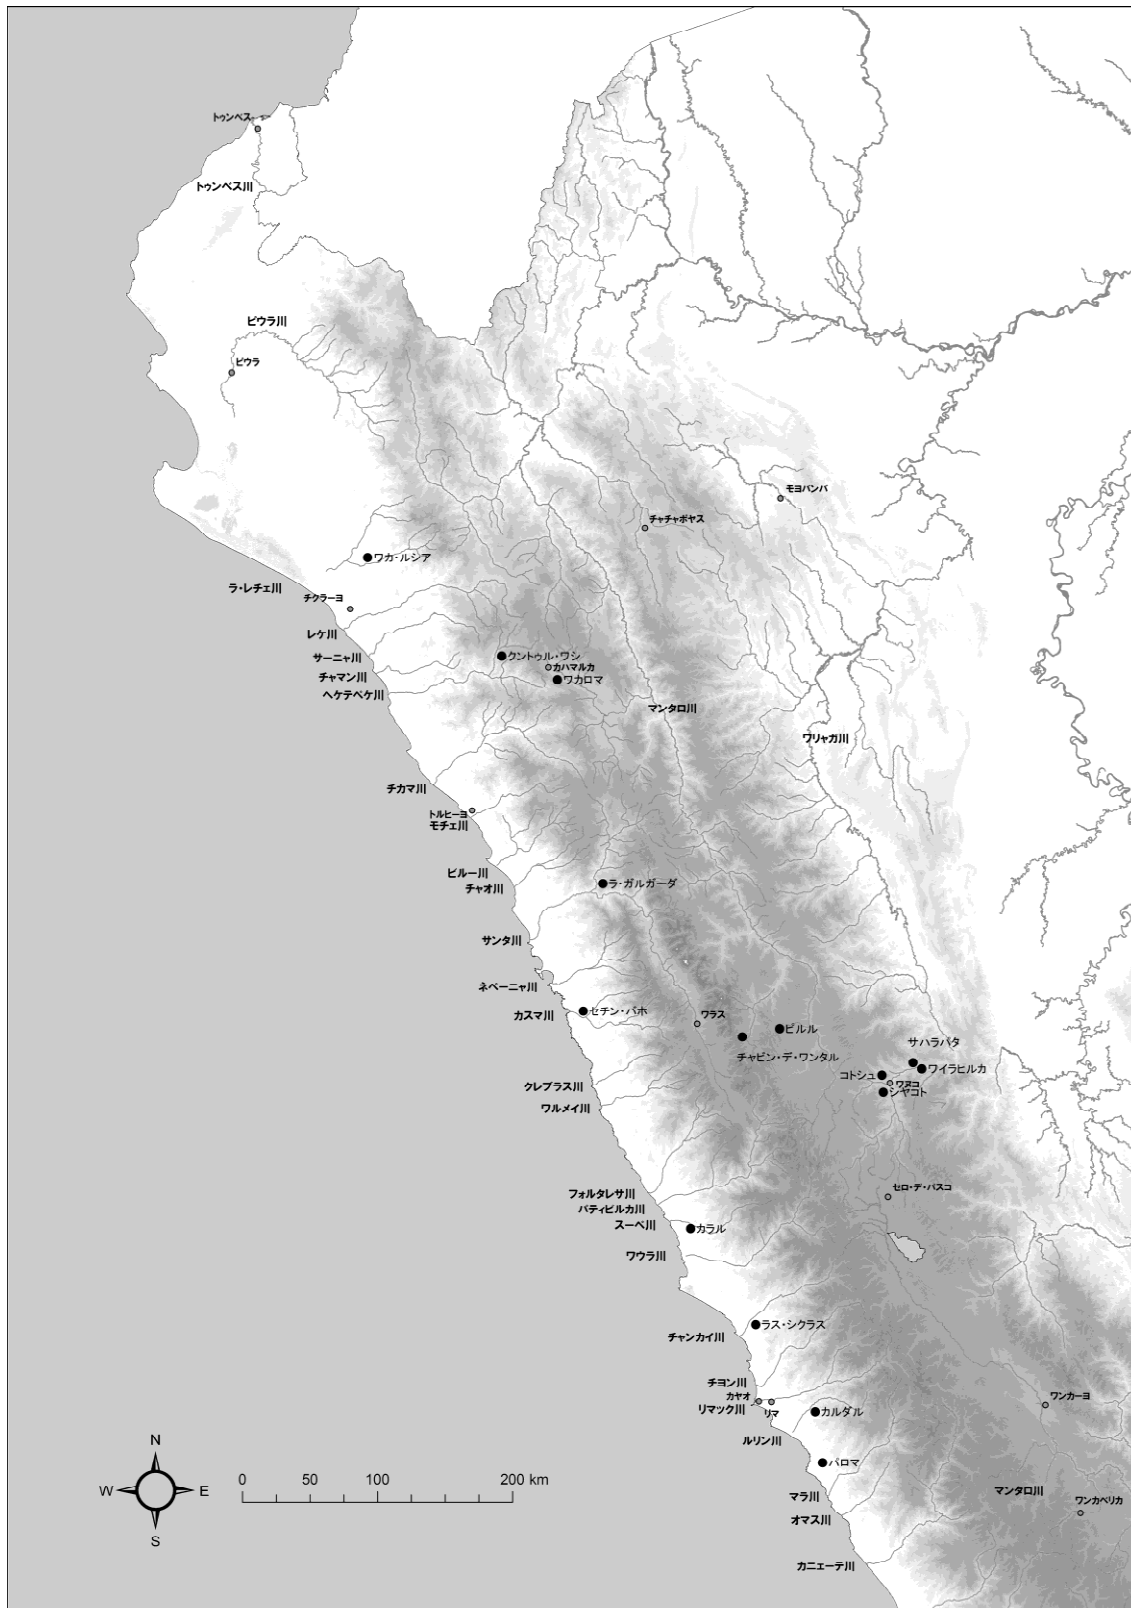 トゥンベス
トゥンベス川
ピウラ川
ピウラ
モヨバンバ
チャチャポヤス
ワカ・ルシア
ラ・レチェ川
チクラーヨ
レケ川
サーニャ川
クントゥル・ワシ
カハマルカ
チャマン川
ワカロマ
ヘケテペケ川
マンタロ川
ワリャガ川
チカマ川
トルヒーヨ
モチェ川
ビルー川
チャオ川
ラ・ガルガーダ
サンタ川
ネペーニャ川
カスマ川
セチン・バホ
ワラス
ピルル
チャビン・デ・ワンタル
サハラパタ
コトシュ
ワイラヒルカ
ワヌコ
シヤコト
クレブラス川
ワルメイ川
セロ・デ・パスコ
フォルタレサ川
パティビルカ川
スーペ川
カラル
ワウラ川
ラス・シクラス
チャンカイ川
チヨン川
カヤオ
リマック川
リマ
カルダル
ワンカーヨ
ルリン川
パロマ
マラ川
マンタロ川
ワンカベリカ
オマス川
カニェーテ川
N
W E
S
0 50 100 200 km